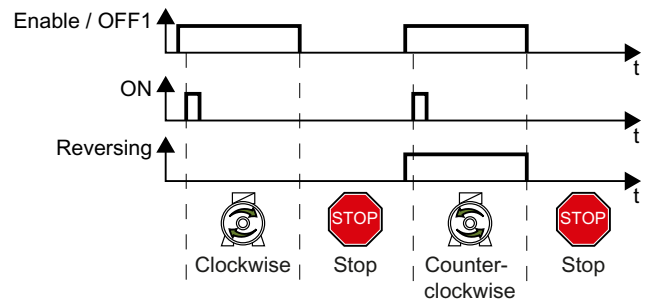 Enable / OFF1
t
ON
t
Reversing
t
STOP
STOP
Clockwise
Stop
Counter-
clockwise
Stop